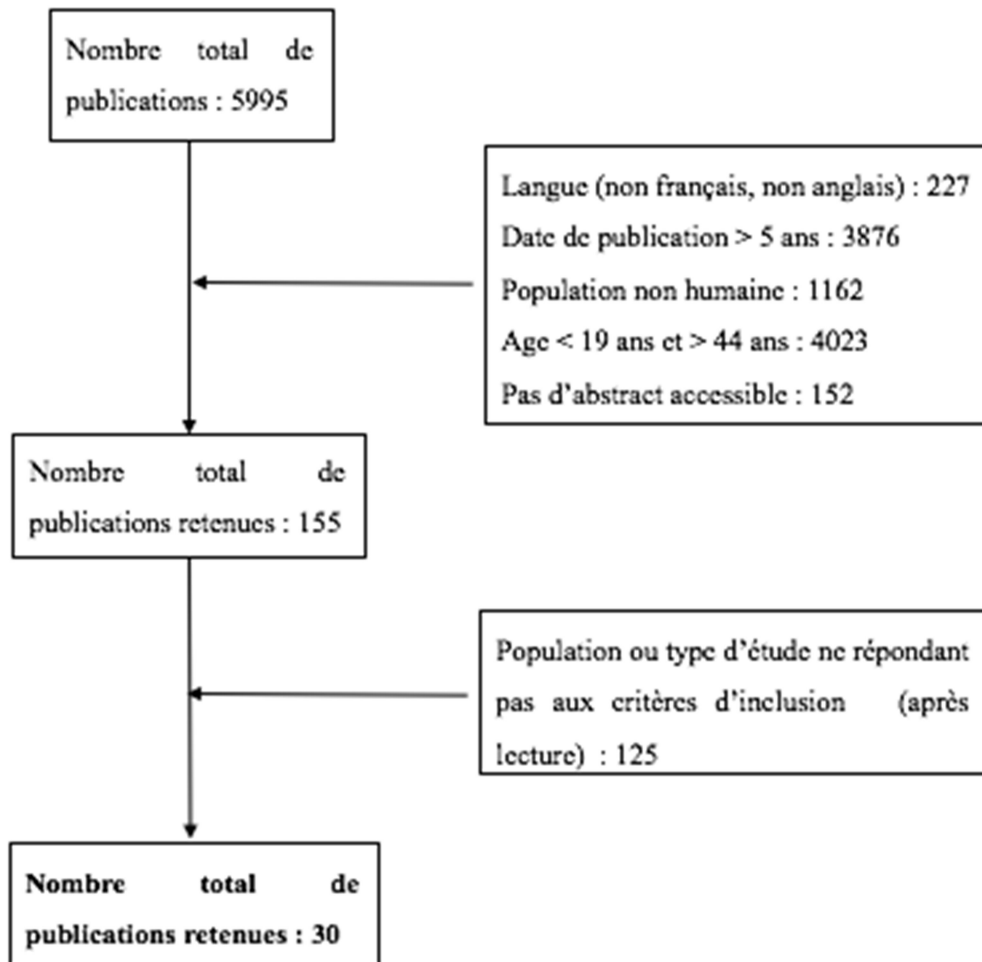 Nombre total de
publications : 5995
Langue (non français, non anglais) : 227
Date de publication > 5 ans : 3876
Population non humaine : 1162
Age < 19 ans et > 44 ans : 4023
Pas d'abstract accessible : 152
Nombre total de
publications retenues : 155
Population ou type d'étude ne répondant
pas aux critères d'inclusion (après
lecture) : 125
Nombre total de
publications retenues : 30